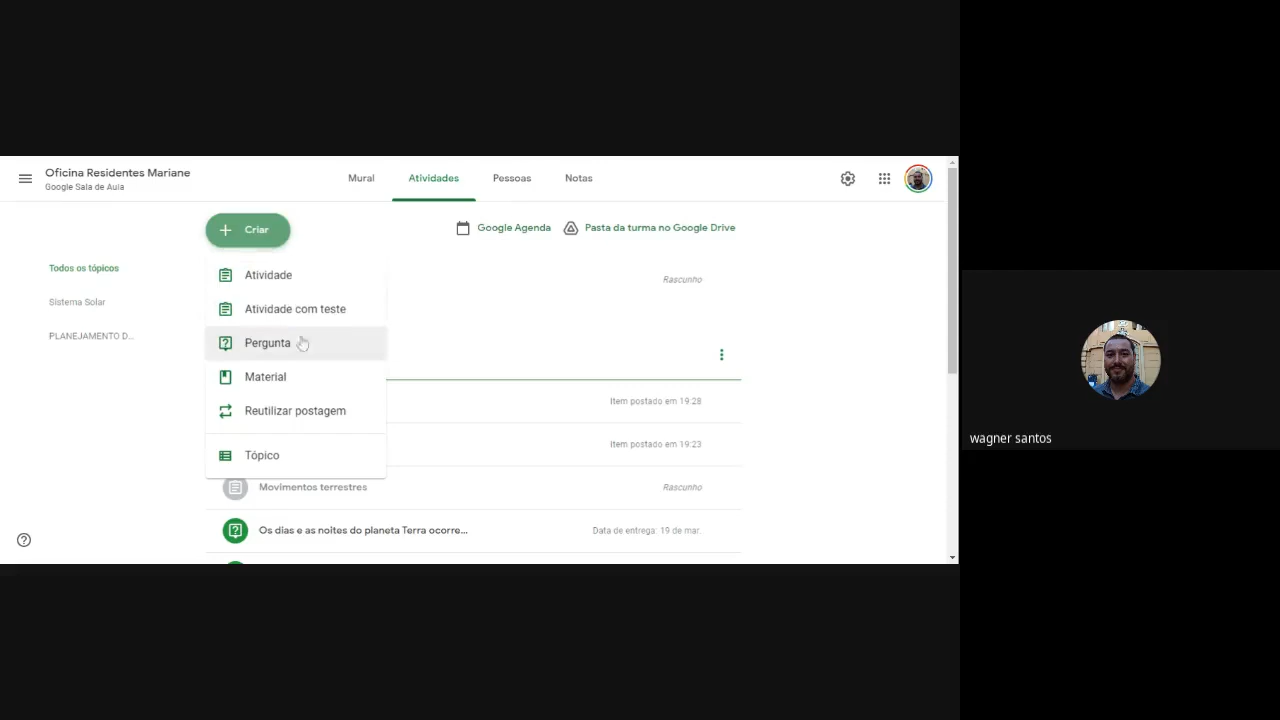 Oficina Residentes Mariane
Google Sala de Aula
Mural
Atividades
Pessoas
Notas
Criar
Google Agenda
Pasta da turma no Google Drive
Todos os tópicos
Sistema Solar
PLANEJAMENTO D...
Atividade
Atividade com teste
Pergunta
Material
Reutilizar postagem
Tópico
Rascunho
Item postado em 19:28
Item postado em 19:23
Movimentos terrestres
Rascunho
Os dias e as noites do planeta Terra ocorre...
Data de entrega: 19 de mar.
wagner santos